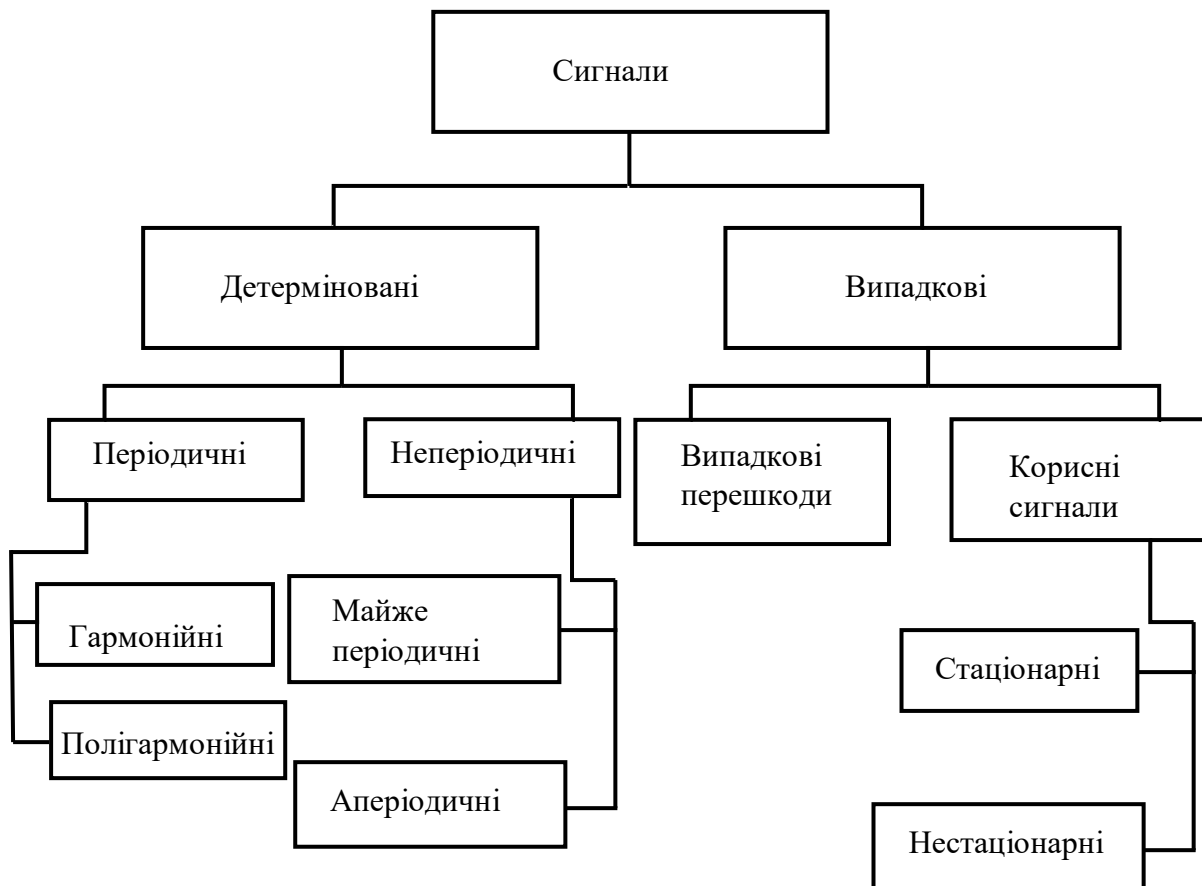 Сигнали
Детерміновані
Випадкові
Періодичні
Неперіодичні
Випадкові
перешкоди
Корисні
сигнали
Гармонійні
Майже
періодичні
Стаціонарні
Полігармонійні
Аперіодичні
Нестаціонарні